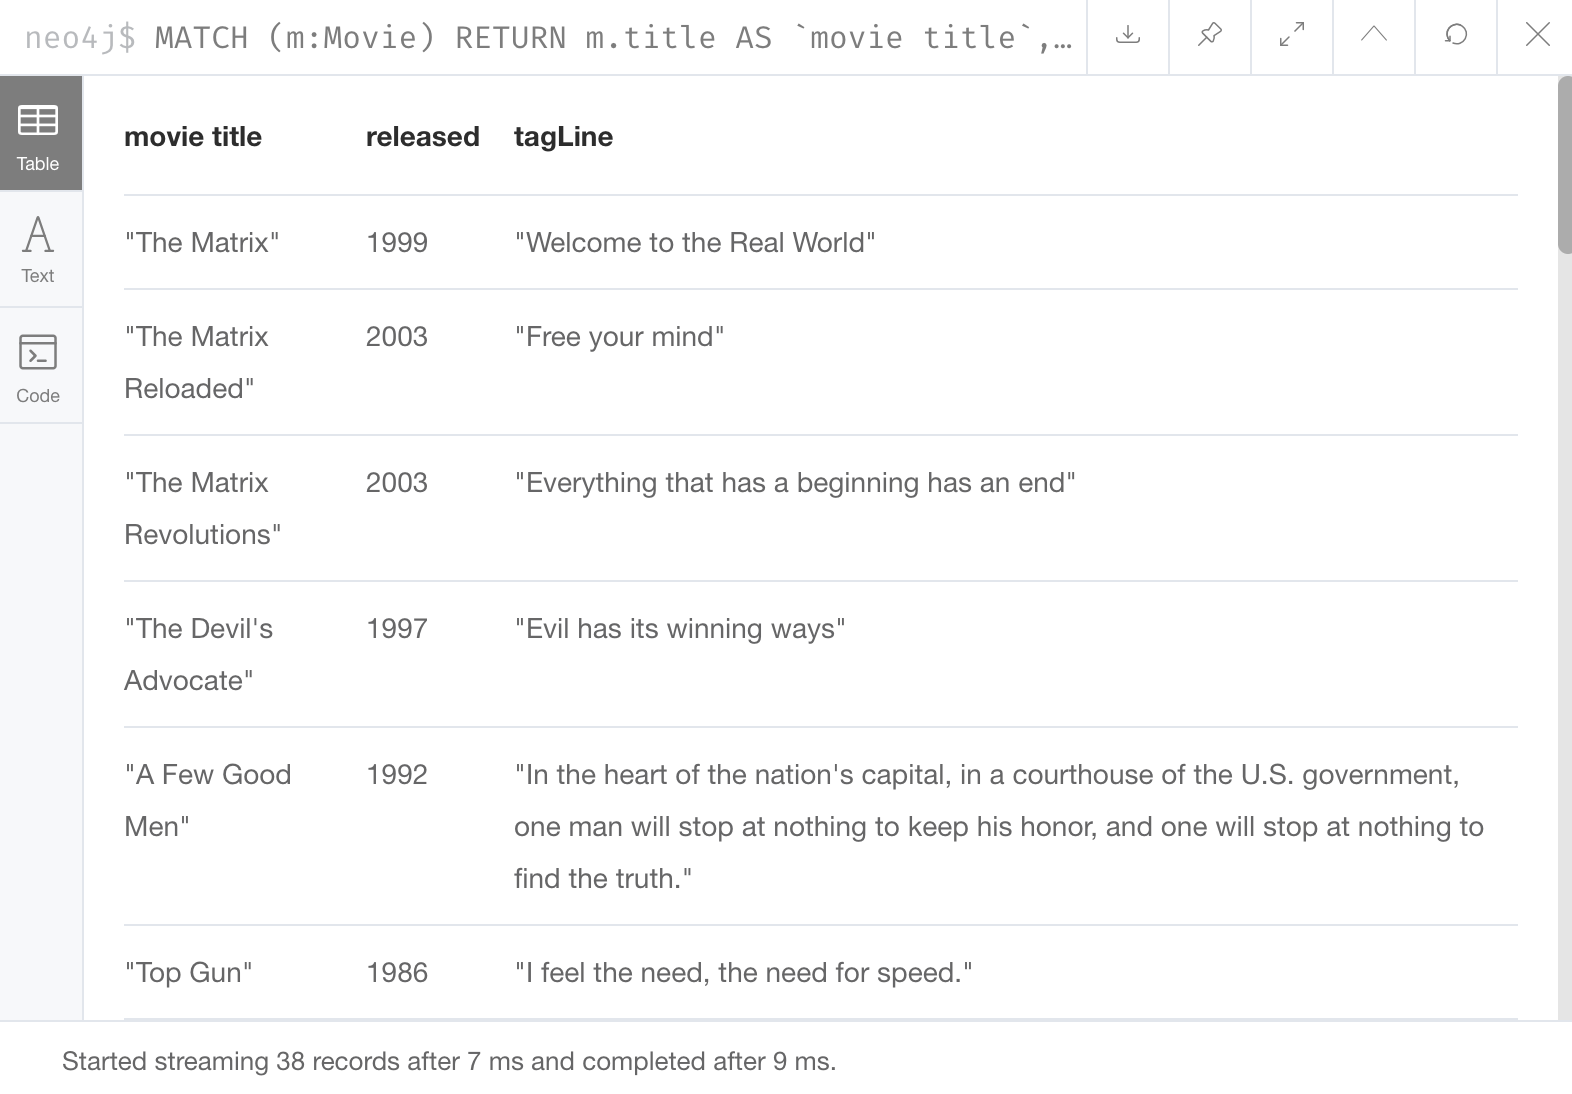 neo4j$ MATCH (m:Movie) RETURN m.title AS `movie title`,…
Table
Text
Code
movie title released tagLine
"The Matrix" 1999 "Welcome to the Real World"
"The Matrix 2003 "Free your mind"
Reloaded"
"The Matrix 2003 "Everything that has a beginning has an end"
Revolutions"
"The Devil's 1997 "Evil has its winning ways"
Advocate"
"A Few Good 1992 "In the heart of the nation's capital, in a courthouse of the U.S. government,
Men" one man will stop at nothing to keep his honor, and one will stop at nothing to
find the truth."
"Top Gun" 1986 "I feel the need, the need for speed."
Started streaming 38 records after 7 ms and completed after 9 ms.